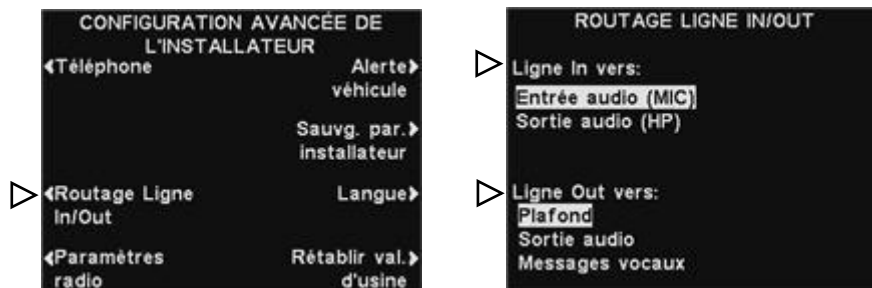 CONFIGURATION AVANCÉE DE
L'INSTALLATEUR
Téléphone
Alerte
véhicule
Sauvg. par.
installateur
Routage Ligne
In/Out
Langue
Paramètres
radio
Rétablir val.
d'usine
ROUTAGE LIGNE IN/OUT
Ligne In vers:
Entrée audio (MIC)
Sortie audio (HP)
Ligne Out vers:
Plafond
Sortie audio
Messages vocaux